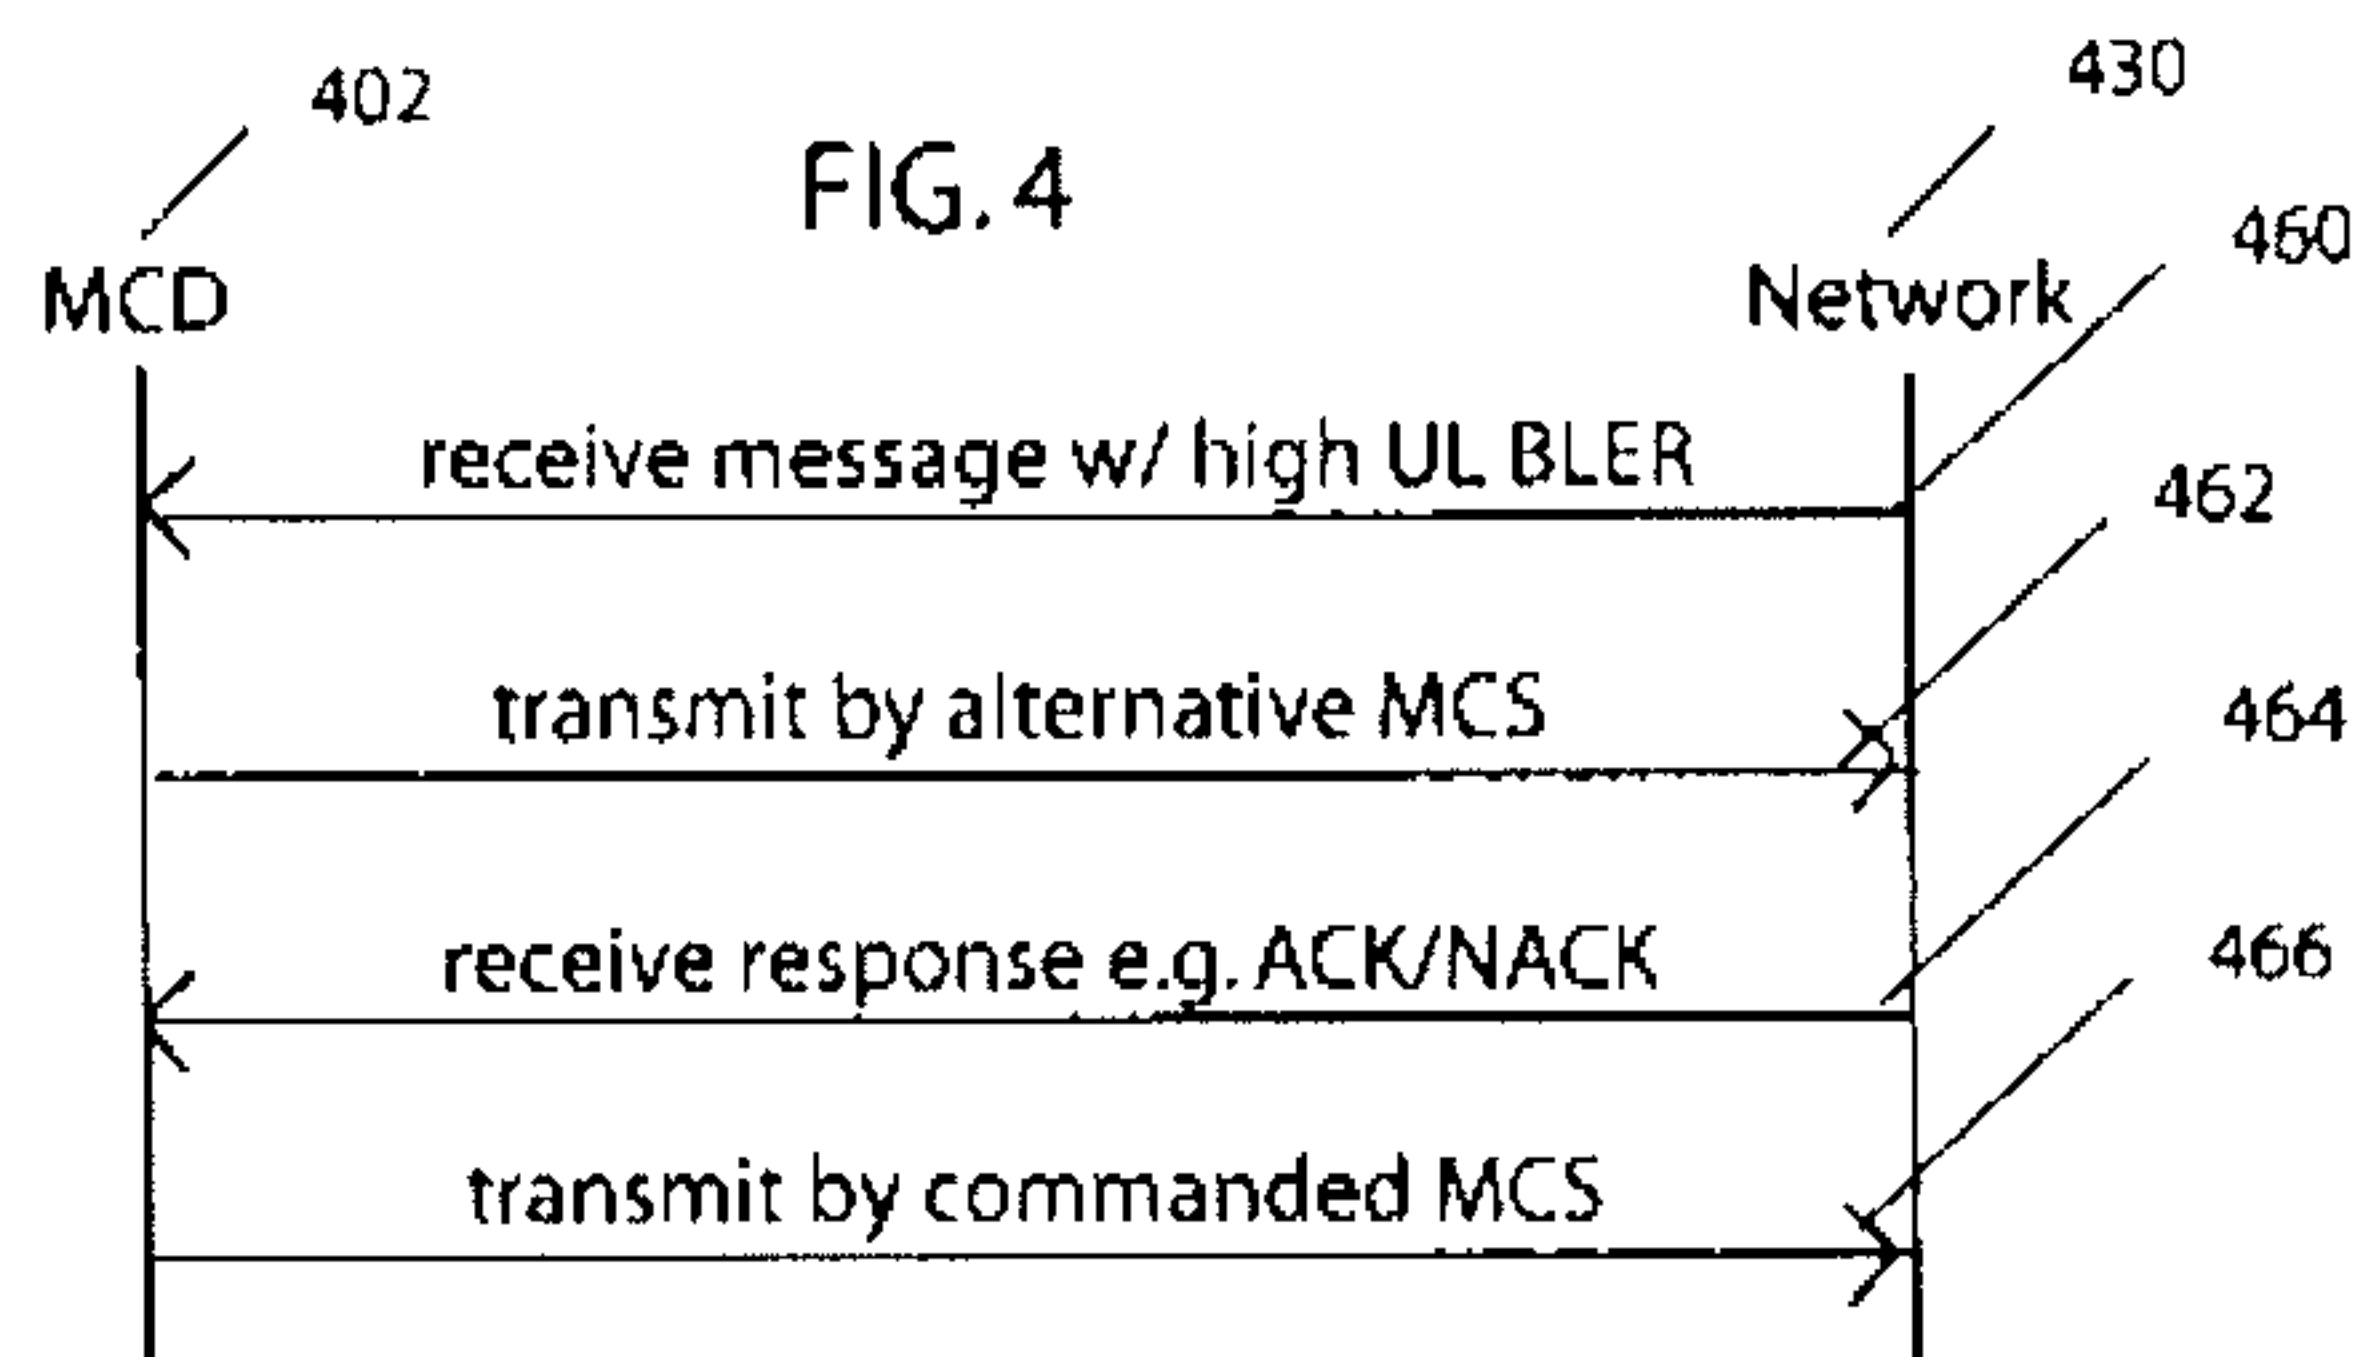 402
430
FIG. 4
460
MCD
Network
receive message w/ high UL BLER
462
transmit by alternative MCS
464
receive response e.g. ACK/NACK
466
transmit by commanded MCS